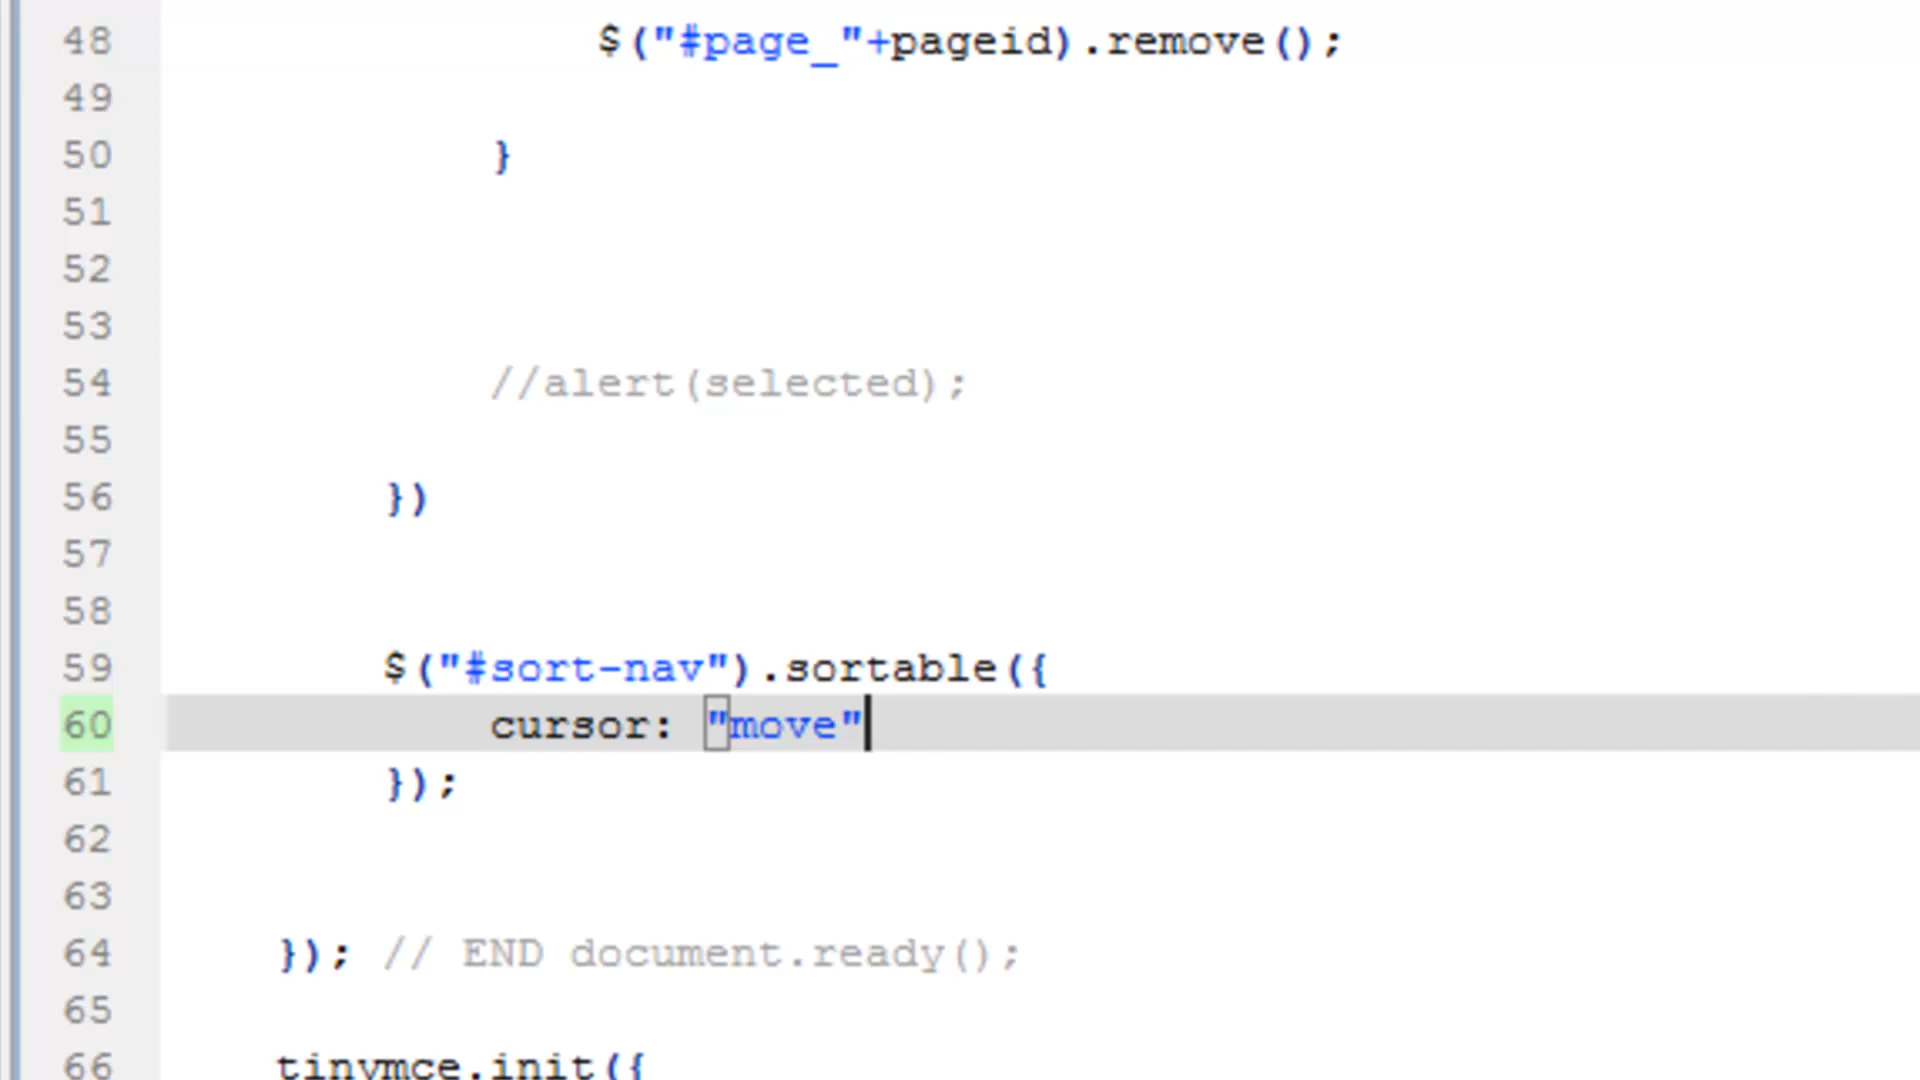 48 $("#page_"+pageid).remove();
49
50 }
51
52
53
54 //alert(selected);
55
56 })
57
58
59 $("#sort-nav").sortable({
60 cursor: "move"
61 });
62
63
64 }); // END document.ready();
65
66 tinymce.init({